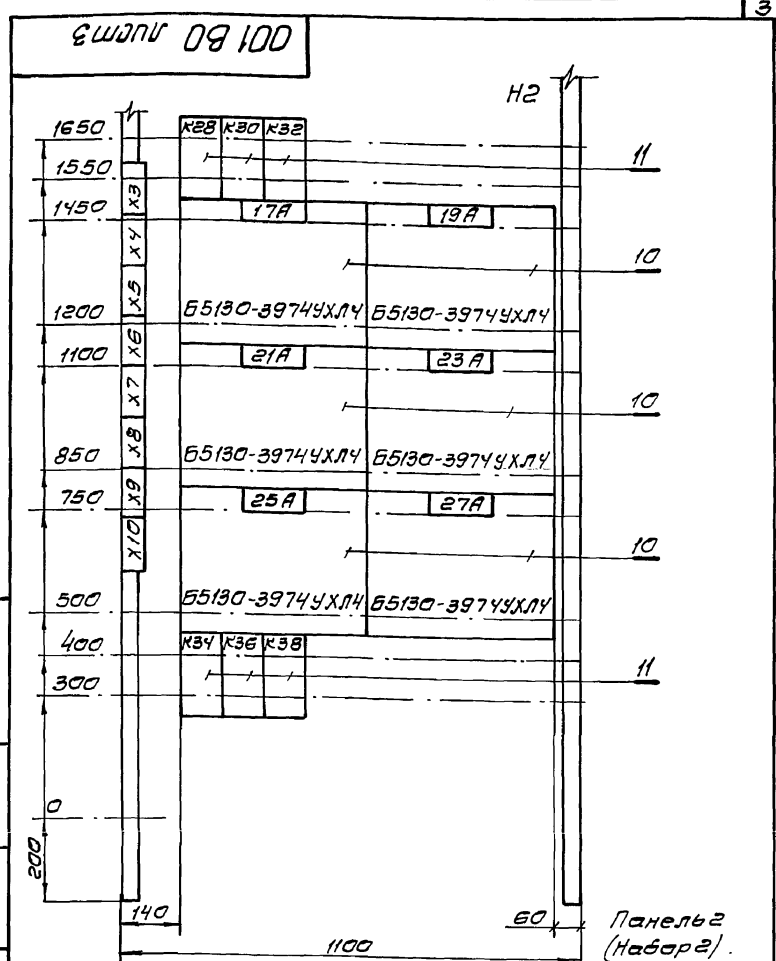 3
001 ВО лист3
Н2
1650
К28 К30 К32
11
1550
Х3
1450
17А
19А
Х4
10
Х5
1200
Б5130-3974УХЛ4 Б5130-3974УХЛ4
Х6
1100
21А
23А
Х7
10
Х8
850
Б5130-3974УХЛ4 Б5130-3974УХЛ4
Х9
750
25А
27А
Х10
10
500
Б5130-3974УХЛ4 Б5130-3974УХЛ4
400
К34 К36 К38
300
11
0
200
140
60
Панель2
1100
(Набор2).